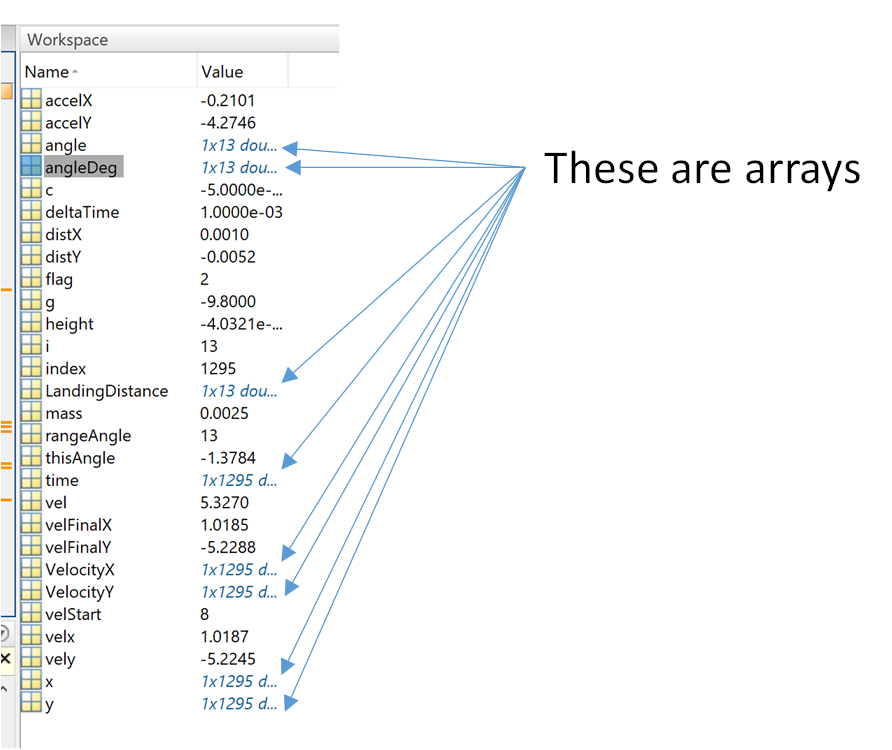 Workspace
Name Value
accelX -0.2101
accelY -4.2746
angle 1x13 dou...
angleDeg 1x13 dou...
These are arrays
c -5.0000e-...
deltaTime 1.0000e-03
distX 0.0010
distY -0.0052
flag 2
g -9.8000
height -4.0321e-...
i 13
index 1295
LandingDistance 1x13 dou...
mass 0.0025
rangeAngle 13
thisAngle -1.3784
time 1x1295 d...
vel 5.3270
velFinalX 1.0185
velFinalY -5.2288
VelocityX 1x1295 d...
VelocityY 1x1295 d...
velStart 8
velx 1.0187
vely -5.2245
x 1x1295 d...
y 1x1295 d...